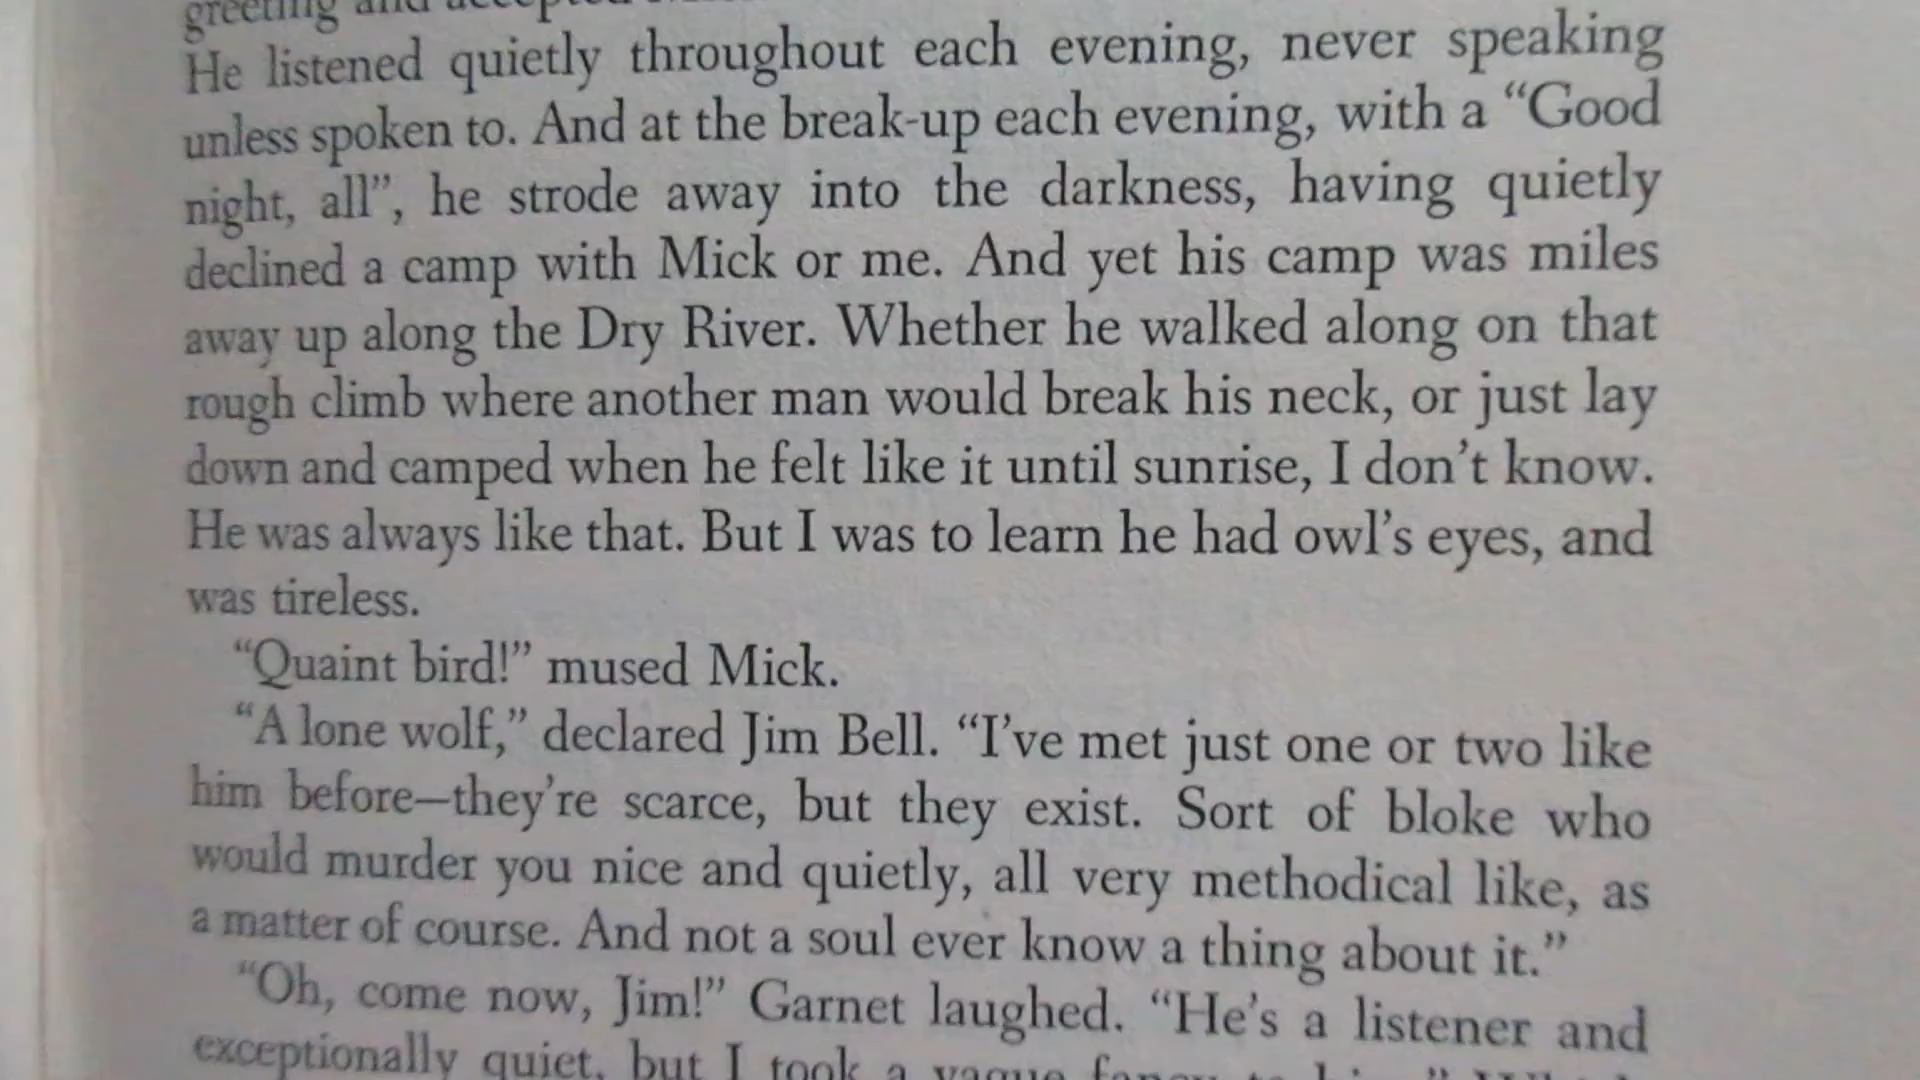 greeting and accepted
He listened quietly throughout each evening, never speaking
unless spoken to. And at the break-up each evening, with a “Good
night, all”, he strode away into the darkness, having quietly
declined a camp with Mick or me. And yet his camp was miles
away up along the Dry River. Whether he walked along on that
rough climb where another man would break his neck, or just lay
down and camped when he felt like it until sunrise, I don’t know.
He was always like that. But I was to learn he had owl’s eyes, and
was tireless.
“Quaint bird!” mused Mick.
“A lone wolf,” declared Jim Bell. “I’ve met just one or two like
him before—they’re scarce, but they exist. Sort of bloke who
would murder you nice and quietly, all very methodical like, as
a matter of course. And not a soul ever know a thing about it.”
“Oh, come now, Jim!” Garnet laughed. “He’s a listener and
exceptionally quiet, but I took a vague fancy to him.”